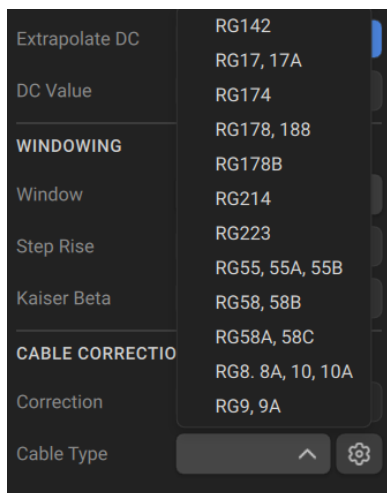 Extrapolate DC
DC Value
WINDOWING
Window
Step Rise
Kaiser Beta
CABLE CORRECTIO
Correction
Cable Type
RG142
RG17, 17A
RG174
RG178, 188
RG178B
RG214
RG223
RG55, 55A, 55B
RG58, 58B
RG58A, 58C
RG8. 8A, 10, 10A
RG9, 9A